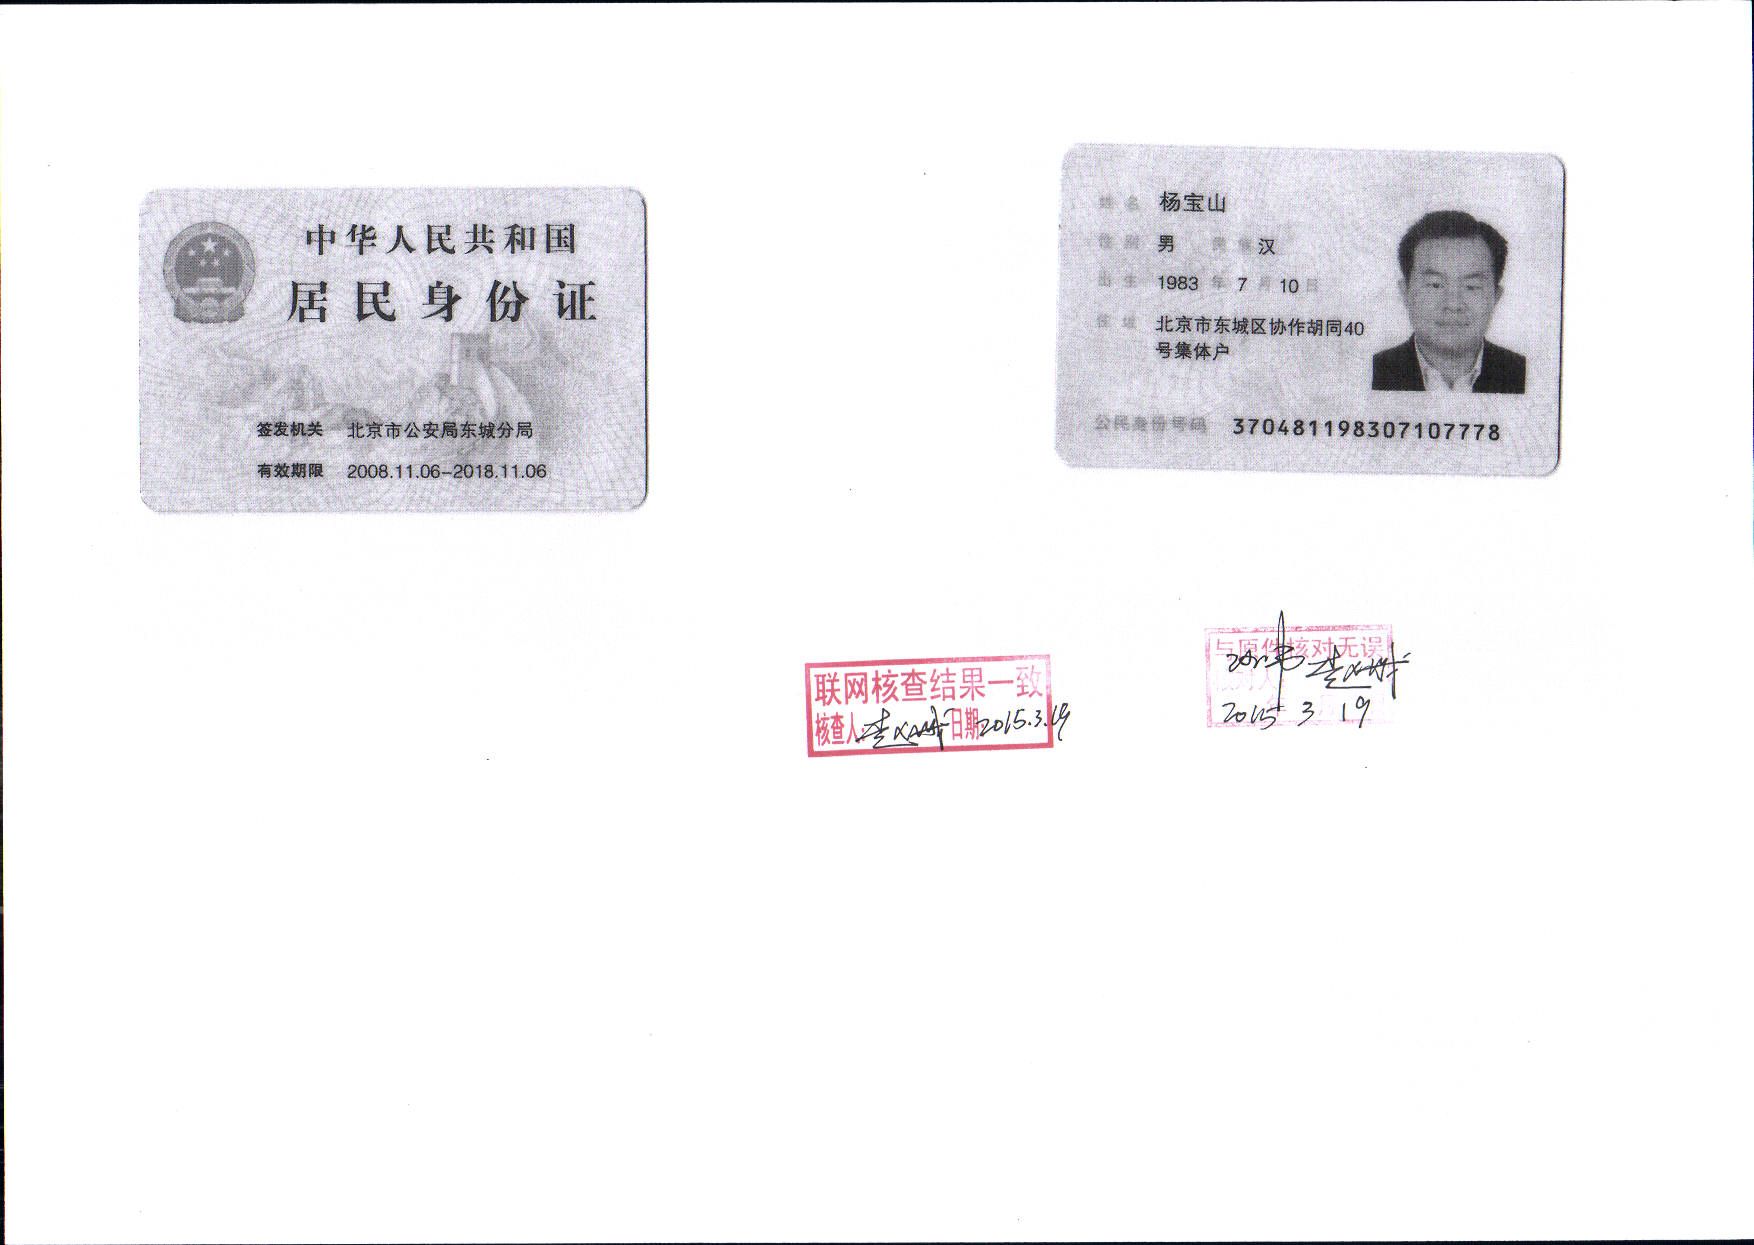 中华人民共和国
居民身份证
签发机关 北京市公安局东城分局
有效期限 2008.11.06-2018.11.06
姓名 杨宝山
性别 男 民族 汉
出生 1983 年 7 月 10 日
住址 北京市东城区协作胡同40
号集体户
公民身份号码 370481198307107778
联网核查结果一致
核查人: 日期: 2015.3.19
与原件核对无误
2015 3 19